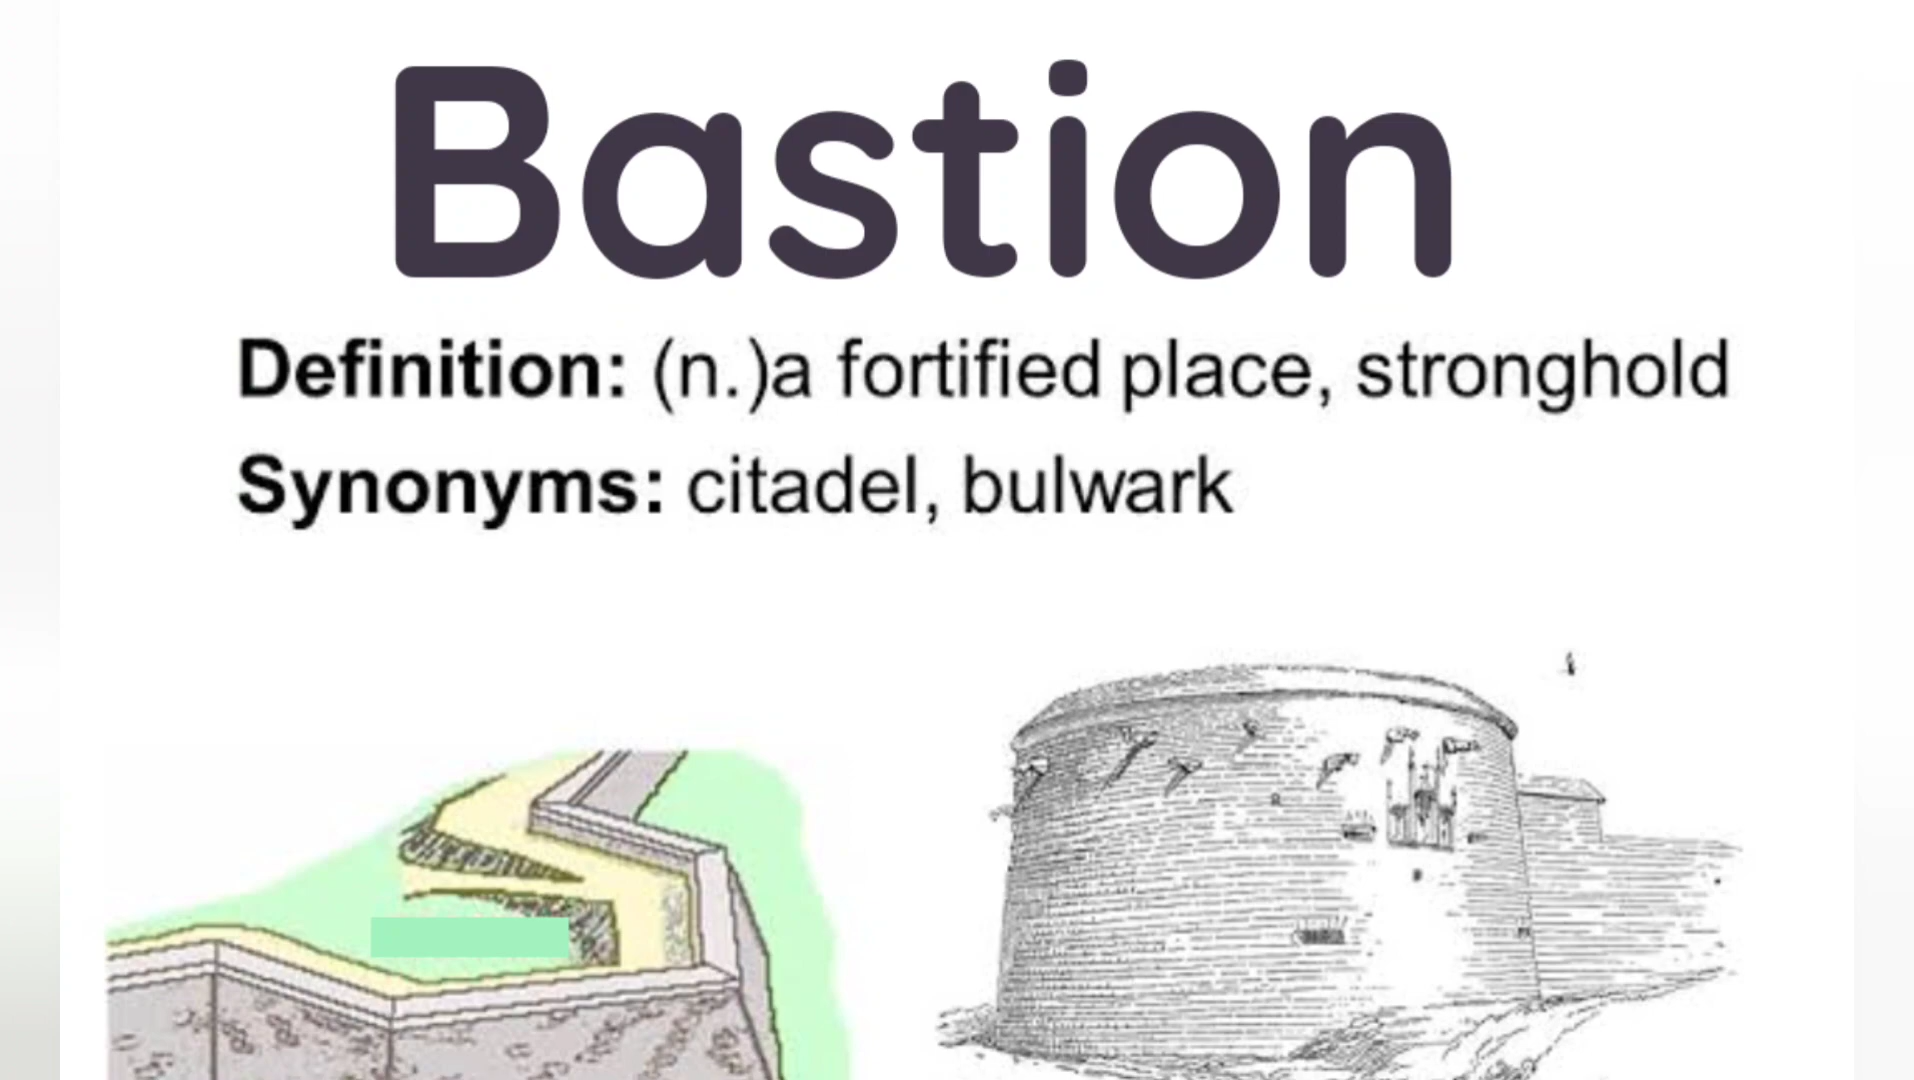 Bastion
Definition: (n.)a fortified place, stronghold
Synonyms: citadel, bulwark